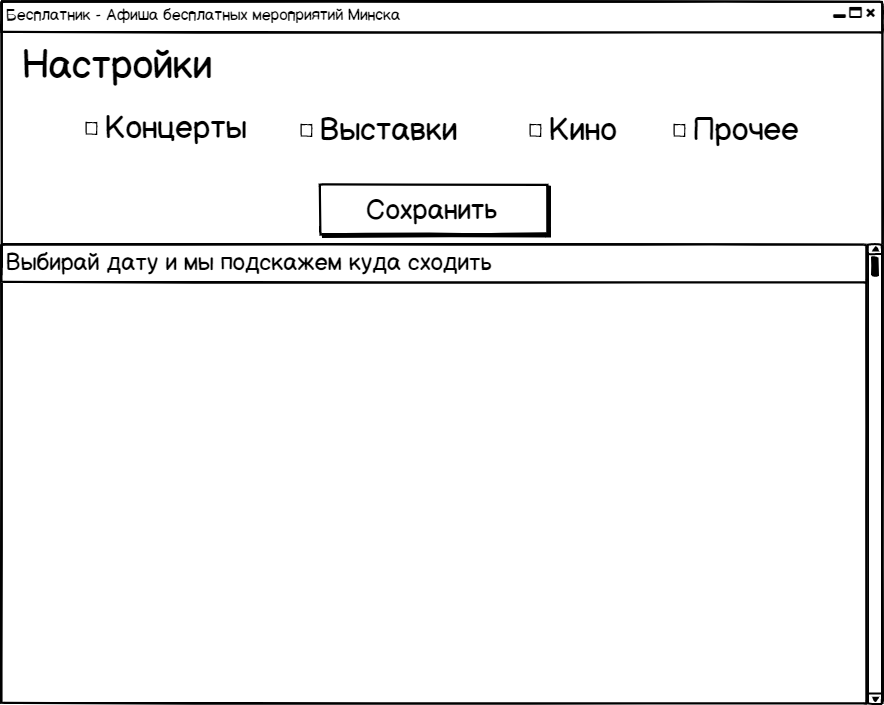 Бесплатник - Афиша бесплатных мероприятий Минска
Настройки
Концерты Выставки Кино Прочее
Сохранить
Выбирай дату и мы подскажем куда сходить